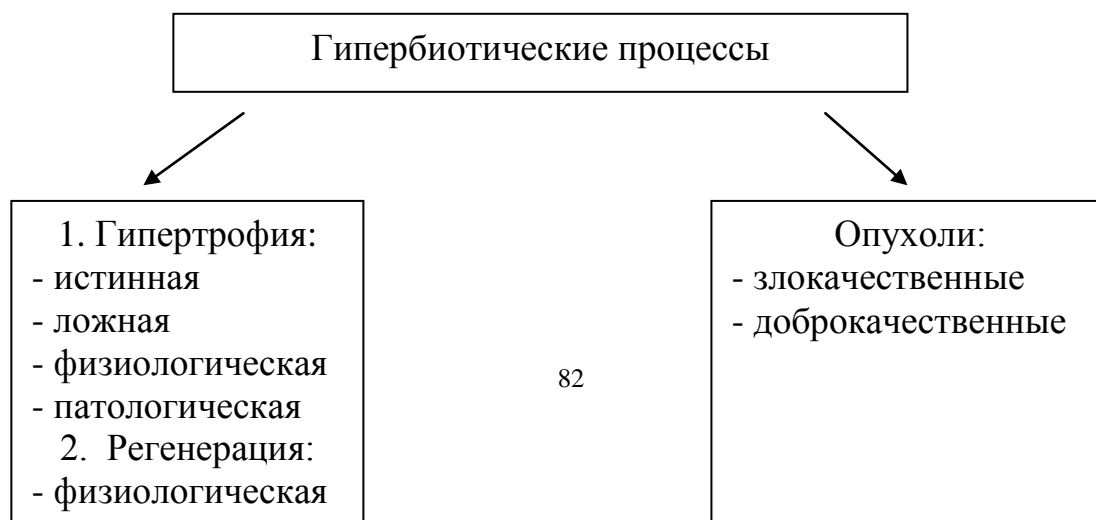 Гипербиотические процессы
1. Гипертрофия:
- истинная
- ложная
- физиологическая
- патологическая
2. Регенерация:
- физиологическая
Опухоли:
- злокачественные
- доброкачественные
82